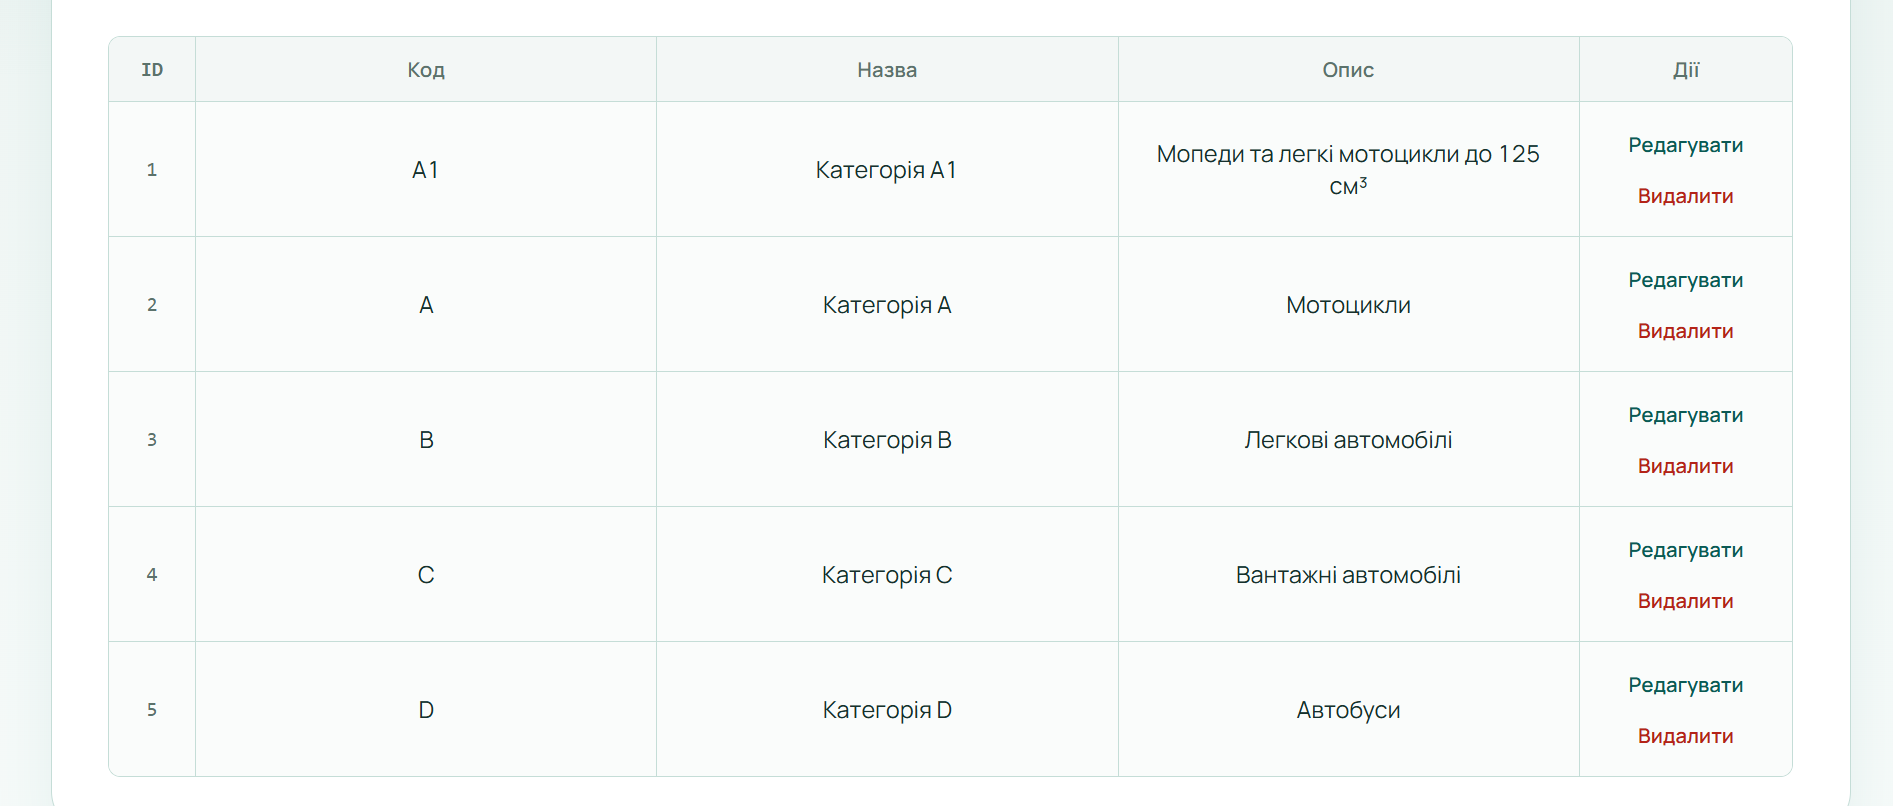 ID Код Назва Опис Дії
1 A1 Категорія A1 Мопеди та легкі мотоцикли до 125 см³ Редагувати Видалити
2 A Категорія A Мотоцикли Редагувати Видалити
3 B Категорія B Легкові автомобілі Редагувати Видалити
4 C Категорія C Вантажні автомобілі Редагувати Видалити
5 D Категорія D Автобуси Редагувати Видалити